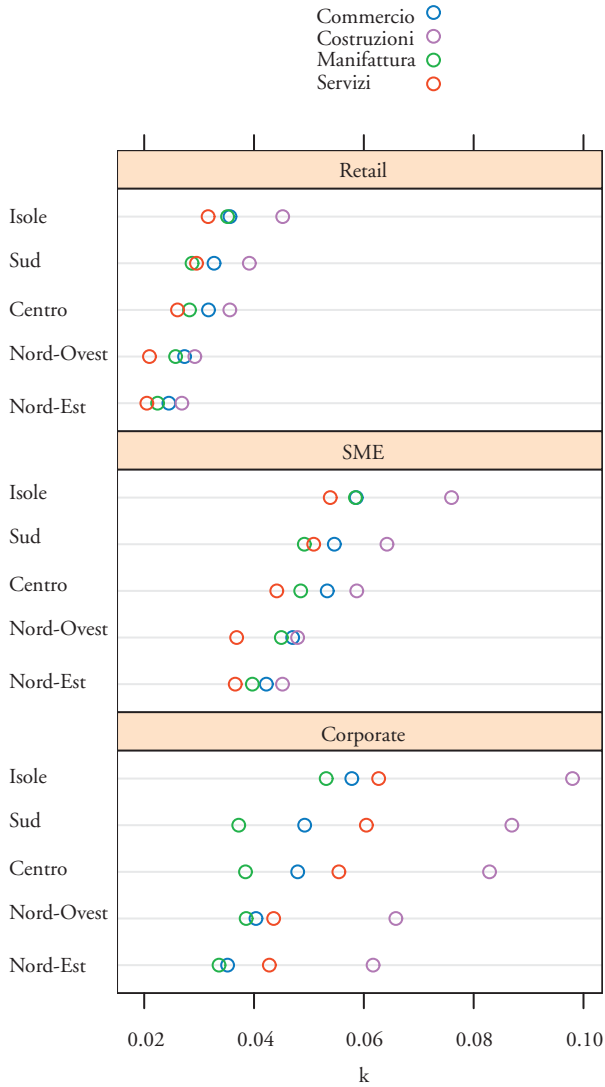 Commercio
Costruzioni
Manifattura
Servizi
Retail
Isole
Sud
Centro
Nord-Ovest
Nord-Est
SME
Isole
Sud
Centro
Nord-Ovest
Nord-Est
Corporate
Isole
Sud
Centro
Nord-Ovest
Nord-Est
0.02 0.04 0.06 0.08 0.10
k